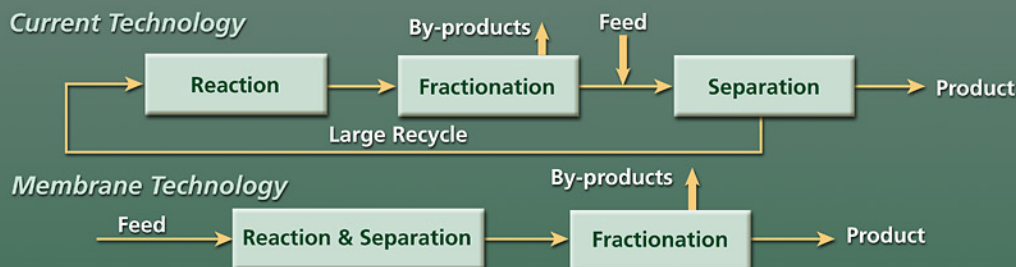 Current Technology
By-products
Feed
Reaction
Fractionation
Separation
Product
Large Recycle
Membrane Technology
By-products
Feed
Reaction & Separation
Fractionation
Product